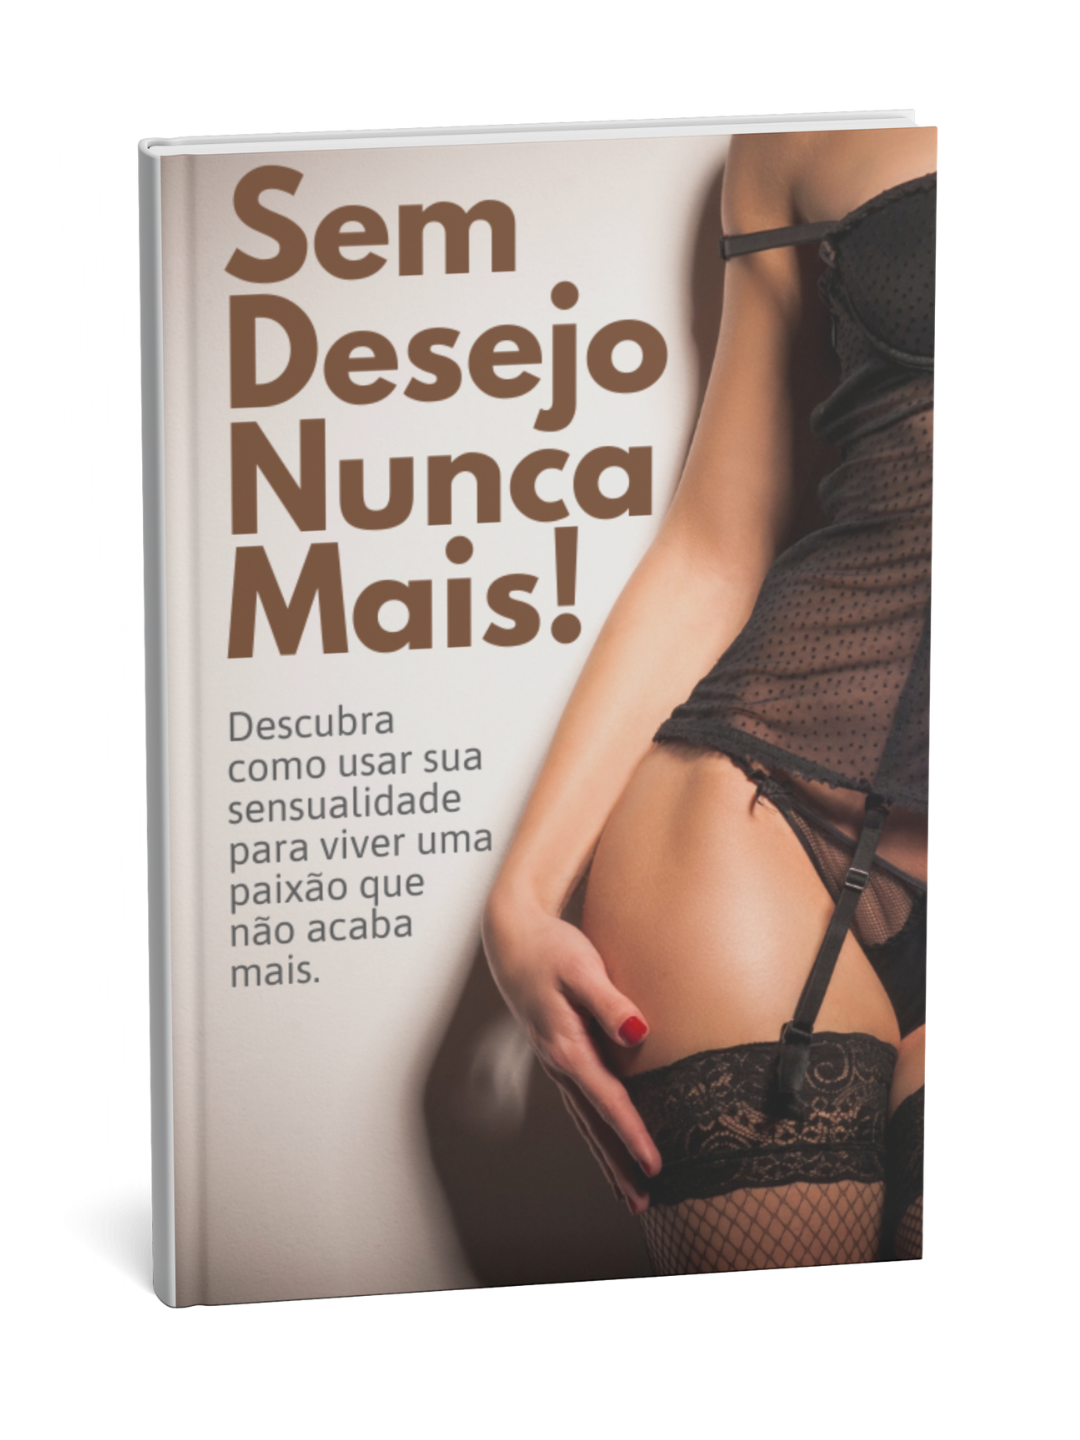 Sem
Desejo
Nunca
Mais!
Descubra
como usar sua
sensualidade
para viver uma
paixão que
não acaba
mais.